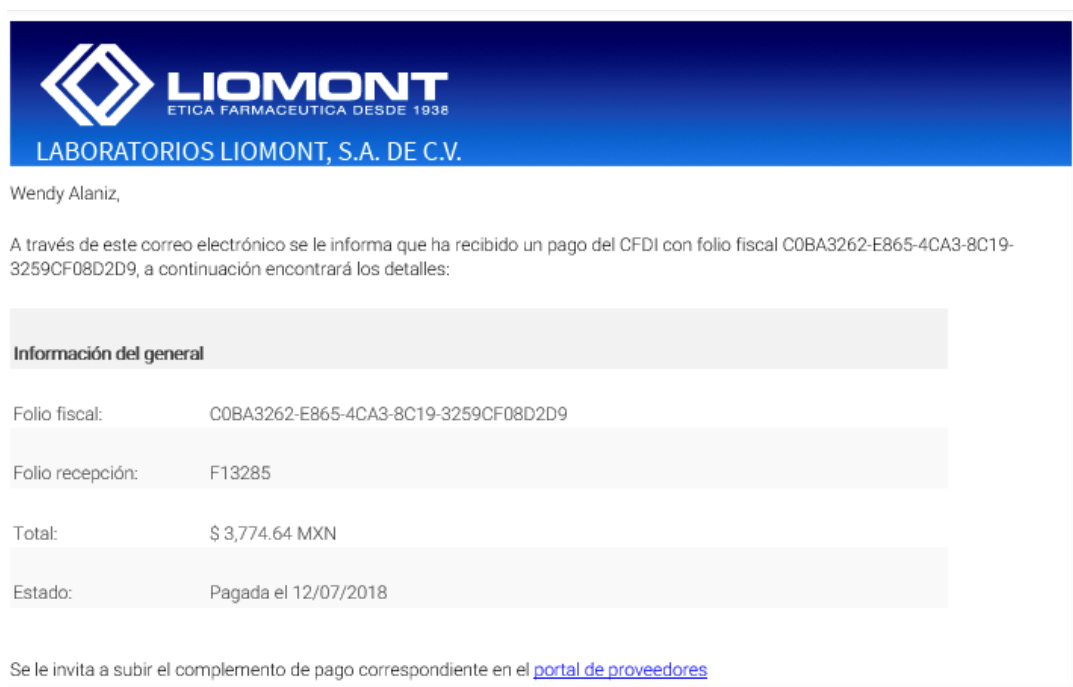 LIOMONT
ETICA FARMACEUTICA DESDE 1938
LABORATORIOS LIOMONT, S.A. DE C.V.
Wendy Alaniz,
A través de este correo electrónico se le informa que ha recibido un pago del CFDI con folio fiscal C0BA3262-E865-4CA3-8C19-
3259CF08D2D9, a continuación encontrará los detalles:
Información del general
Folio fiscal: C0BA3262-E865-4CA3-8C19-3259CF08D2D9
Folio recepción: F13285
Total: $ 3,774.64 MXN
Estado: Pagada el 12/07/2018
Se le invita a subir el complemento de pago correspondiente en el portal de proveedores